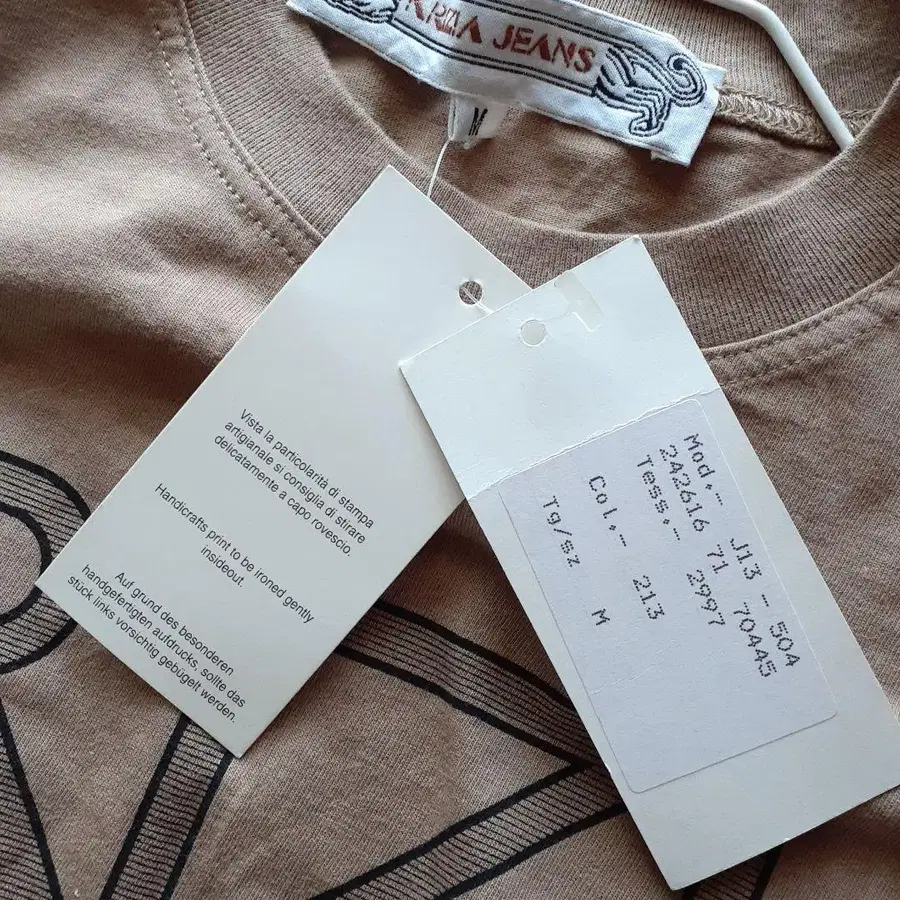 KRIZIA JEANS
M
Vista la particolarità di stampa
artigianale si consiglia di stirare
delicatamente a capo rovescio.
Handicrafts print to be ironed gently
insideout.
Auf grund des besonderen
handgefertigten aufdrucks, sollte das
stück links vorsichtig gebügelt werden.
Mod.- J13 - 50A
242616 71 70445
Tess.- 2997
Col.- 213
Tg/sz M